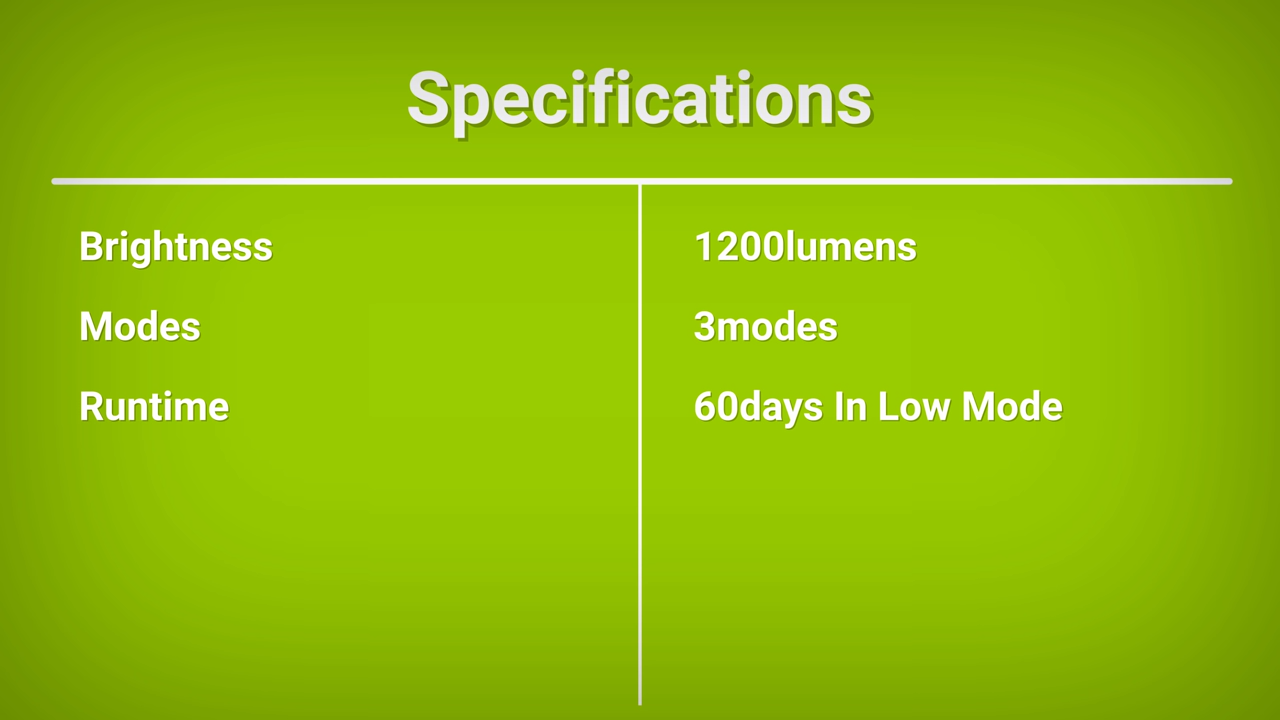 Specifications
Brightness
1200lumens
Modes
3modes
Runtime
60days In Low Mode